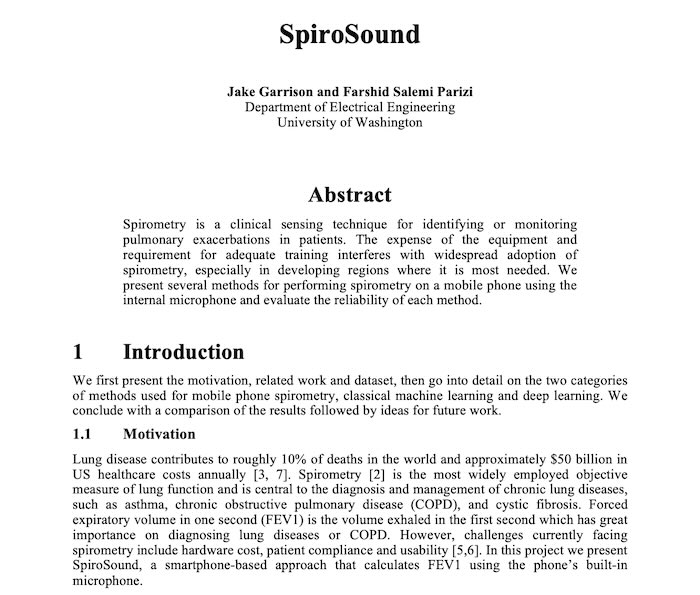 SpiroSound
Jake Garrison and Farshid Salemi Parizi
Department of Electrical Engineering
University of Washington
Abstract
Spirometry is a clinical sensing technique for identifying or monitoring
pulmonary exacerbations in patients. The expense of the equipment and
requirement for adequate training interferes with widespread adoption of
spirometry, especially in developing regions where it is most needed. We
present several methods for performing spirometry on a mobile phone using the
internal microphone and evaluate the reliability of each method.
1 Introduction
We first present the motivation, related work and dataset, then go into detail on the two categories
of methods used for mobile phone spirometry, classical machine learning and deep learning. We
conclude with a comparison of the results followed by ideas for future work.
1.1 Motivation
Lung disease contributes to roughly 10% of deaths in the world and approximately $50 billion in
US healthcare costs annually [3, 7]. Spirometry [2] is the most widely employed objective
measure of lung function and is central to the diagnosis and management of chronic lung diseases,
such as asthma, chronic obstructive pulmonary disease (COPD), and cystic fibrosis. Forced
expiratory volume in one second (FEV1) is the volume exhaled in the first second which has great
importance on diagnosing lung diseases or COPD. However, challenges currently facing
spirometry include hardware cost, patient compliance and usability [5,6]. In this project we present
SpiroSound, a smartphone-based approach that calculates FEV1 using the phone's built-in
microphone.